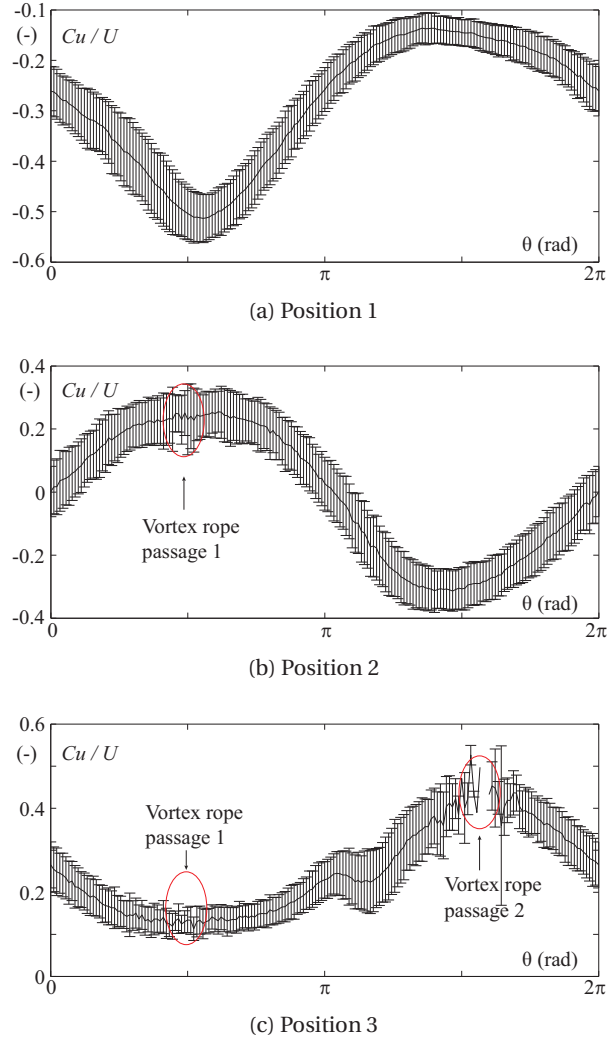 -0.1
(-)
Cu / U
-0.2
-0.3
-0.4
-0.5
θ (rad)
-0.6
0
π
2π
(a) Position 1
0.4
(-)
Cu / U
0.2
0
Vortex rope
passage 1
-0.2
θ (rad)
-0.4
0
π
2π
(b) Position 2
0.6
(-)
Cu / U
0.4
Vortex rope
passage 1
0.2
Vortex rope
passage 2
θ (rad)
0
0
π
2π
(c) Position 3